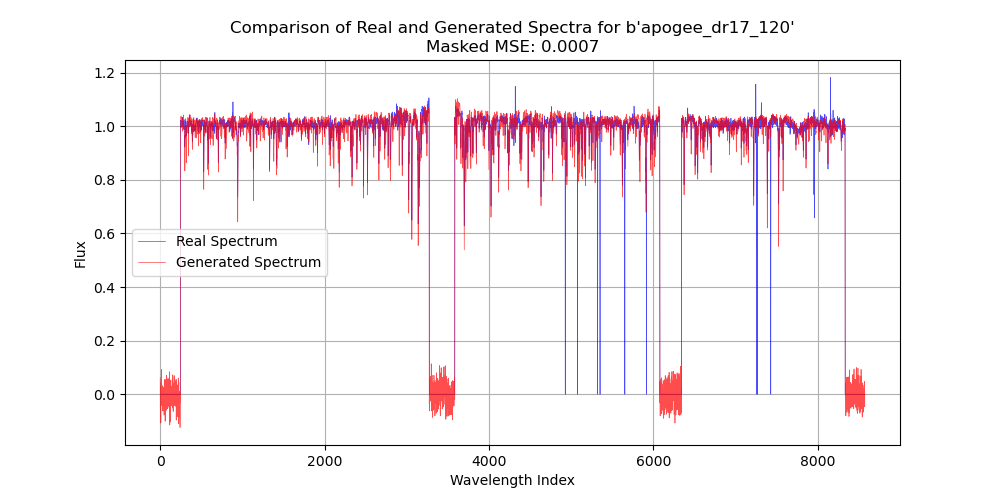 Comparison of Real and Generated Spectra for b'apogee_dr17_120'
Masked MSE: 0.0007
1.2
1.0
0.8
0.6
0.4
0.2
0.0
Flux
Real Spectrum
Generated Spectrum
0
2000
4000
6000
8000
Wavelength Index